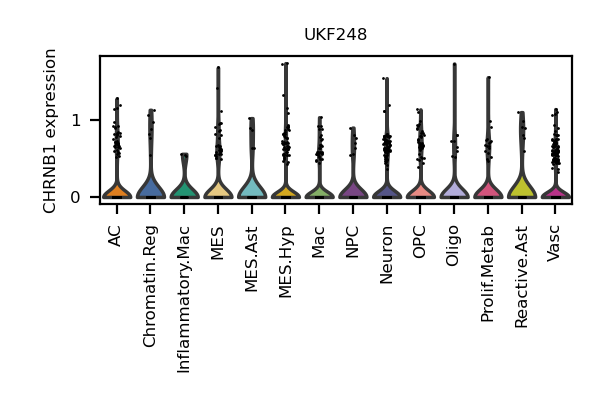 UKF248
CHRNB1 expression
1
0
AC
Chromatin.Reg
Inflammatory.Mac
MES
MES.Ast
MES.Hyp
Mac
NPC
Neuron
OPC
Oligo
Prolif.Metab
Reactive.Ast
Vasc